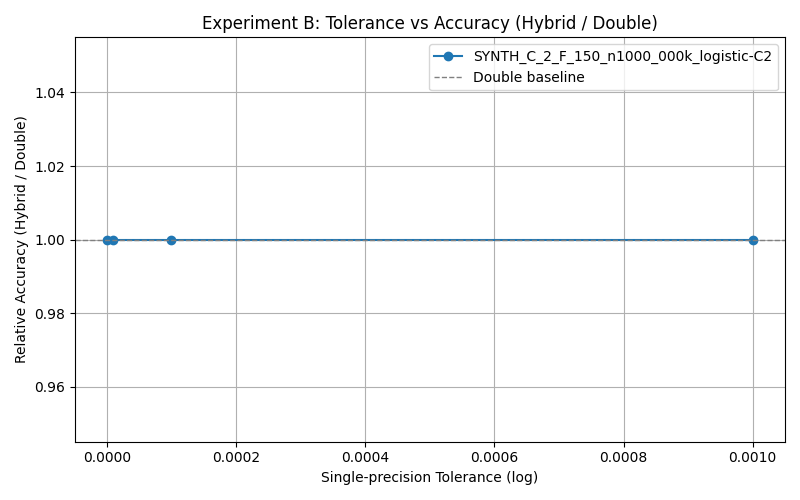 Experiment B: Tolerance vs Accuracy (Hybrid / Double)
SYNTH_C_2_F_150_n1000_000k_logistic-C2
Double baseline
Relative Accuracy (Hybrid / Double)
1.04
1.02
1.00
0.98
0.96
0.0000
0.0002
0.0004
0.0006
0.0008
0.0010
Single-precision Tolerance (log)